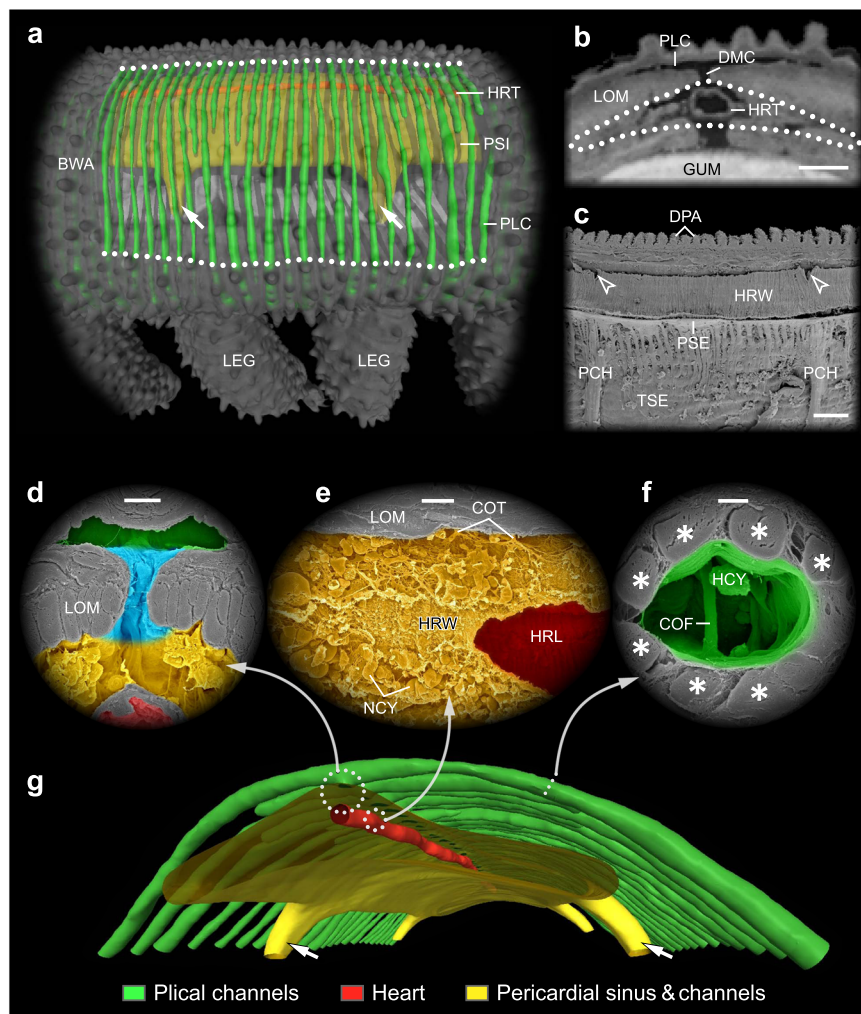 a
HRT
PSI
BWA
PLC
LEG
LEG
b
PLC
DMC
LOM
HRT
GUM
c
DPA
HRW
PSE
PCH
PCH
TSE
d
LOM
e
LOM
COT
HRW
HRL
NCY
f
* * * * * * *
HCY
COF
g
Plical channels
Heart
Pericardial sinus & channels